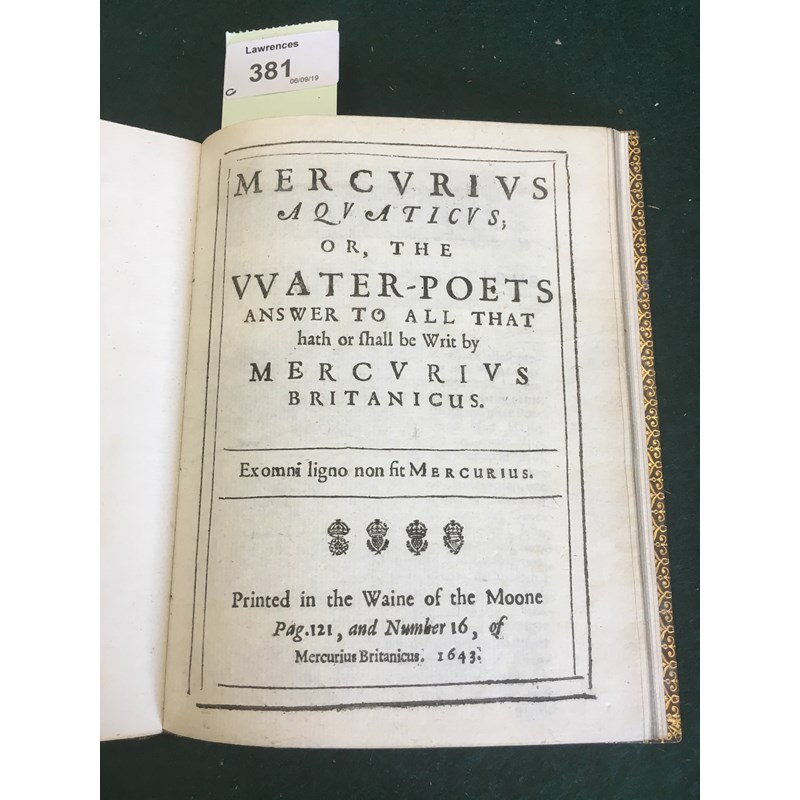 Lawrences
381
06/09/19
C
MERCVRIVS
AQVATICVS;
OR, THE
VVATER-POETS
ANSWER TO ALL THAT
hath or ſhall be Writ by
MERCVRIVS
BRITANICUS.
Ex omni ligno non fit MERCURIUS.
Printed in the Waine of the Moone
Pag.121, and Number 16, of
Mercurius Britanicus. 1643.